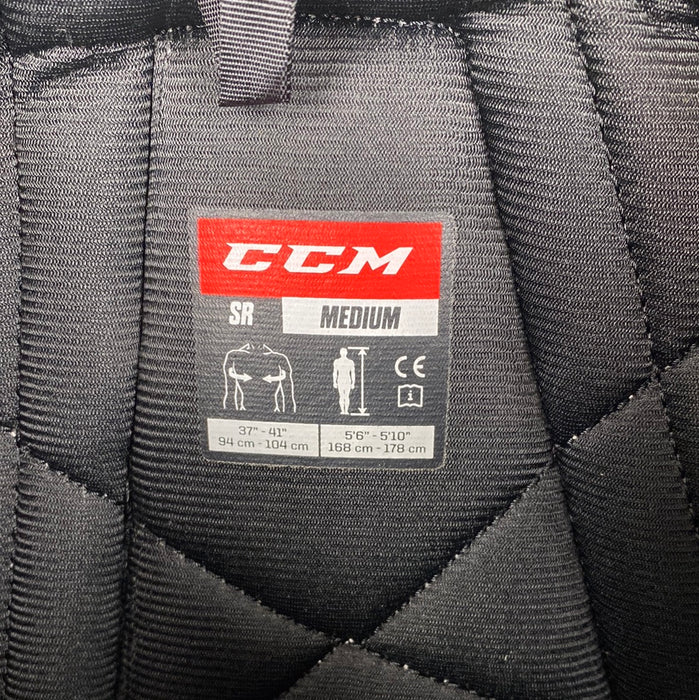 CCM
SR MEDIUM
CE
i
37" - 41" 5'6" - 5'10"
94 cm - 104 cm 168 cm - 178 cm